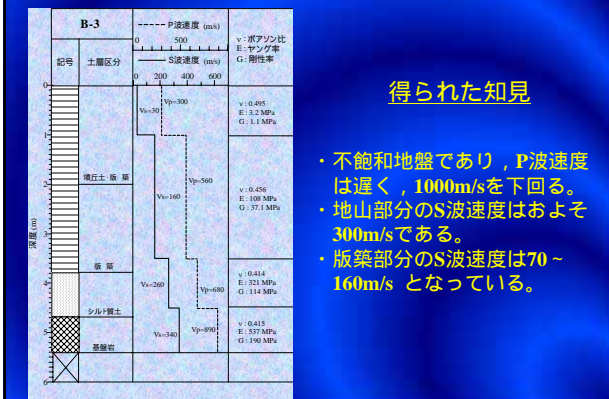 B-3
P波速度 (m/s)
0 500
S波速度 (m/s)
0 200 400 600
ν:ポアソン比
E:ヤング率
G:剛性率
記号 土層区分
深度(m)
0
1
2
3
4
5
6
墳丘土・版 築
版 築
シルト質土
基盤岩
Vs=30
Vp=300
Vs=160
Vp=560
Vs=260
Vp=680
Vs=340
Vp=890
ν : 0.495
E : 3.2 MPa
G : 1.1 MPa
ν : 0.456
E : 108 MPa
G : 37.1 MPa
ν : 0.414
E : 321 MPa
G : 114 MPa
ν : 0.415
E : 537 MPa
G : 190 MPa
得られた知見
・不飽和地盤であり,P波速度
は遅く,1000m/sを下回る。
・地山部分のS波速度はおよそ
300m/sである。
・版築部分のS波速度は70~
160m/s となっている。